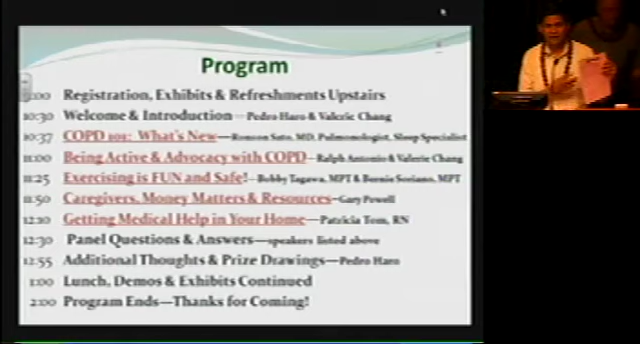 Program
Registration, Exhibits & Refreshments Upstairs
10:30 Welcome & Introduction—Pedro Haro & Valerie Chang
10:37 COPD 101: What's New—Ronson Sato, MD, Pulmonologist, Sleep Specialist
11:00 Being Active & Advocacy with COPD—Ralph Antonio & Valerie Chang
11:25 Exercising is FUN and Safe!—Bobby Tagawa, MPT & Bernie Soriano, MPT
11:50 Caregivers, Money Matters & Resources—Gary Powell
12:10 Getting Medical Help in Your Home—Patricia Tom, RN
12:30 Panel Questions & Answers—speakers listed above
12:55 Additional Thoughts & Prize Drawings—Pedro Haro
1:00 Lunch, Demos & Exhibits Continued
2:00 Program Ends—Thanks for Coming!